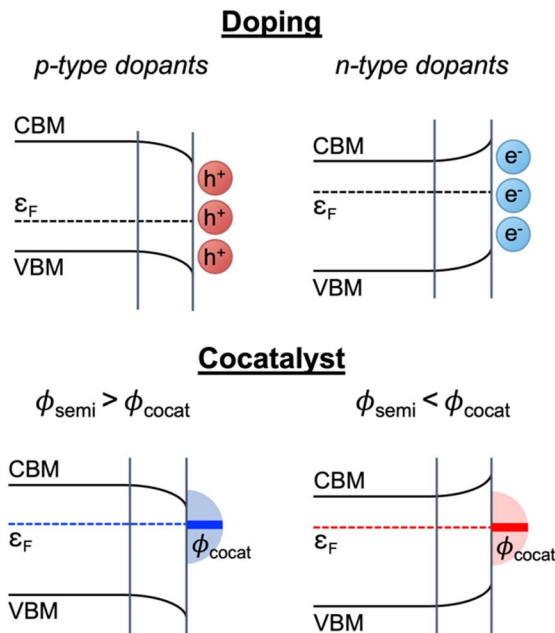 Doping
p-type dopants
n-type dopants
CBM
h⁺
εF
h⁺
VBM
h⁺
CBM
e⁻
εF
e⁻
e⁻
VBM
Cocatalyst
ϕsemi > ϕcocat
ϕsemi < ϕcocat
CBM
εF
ϕcocat
VBM
CBM
εF
ϕcocat
VBM